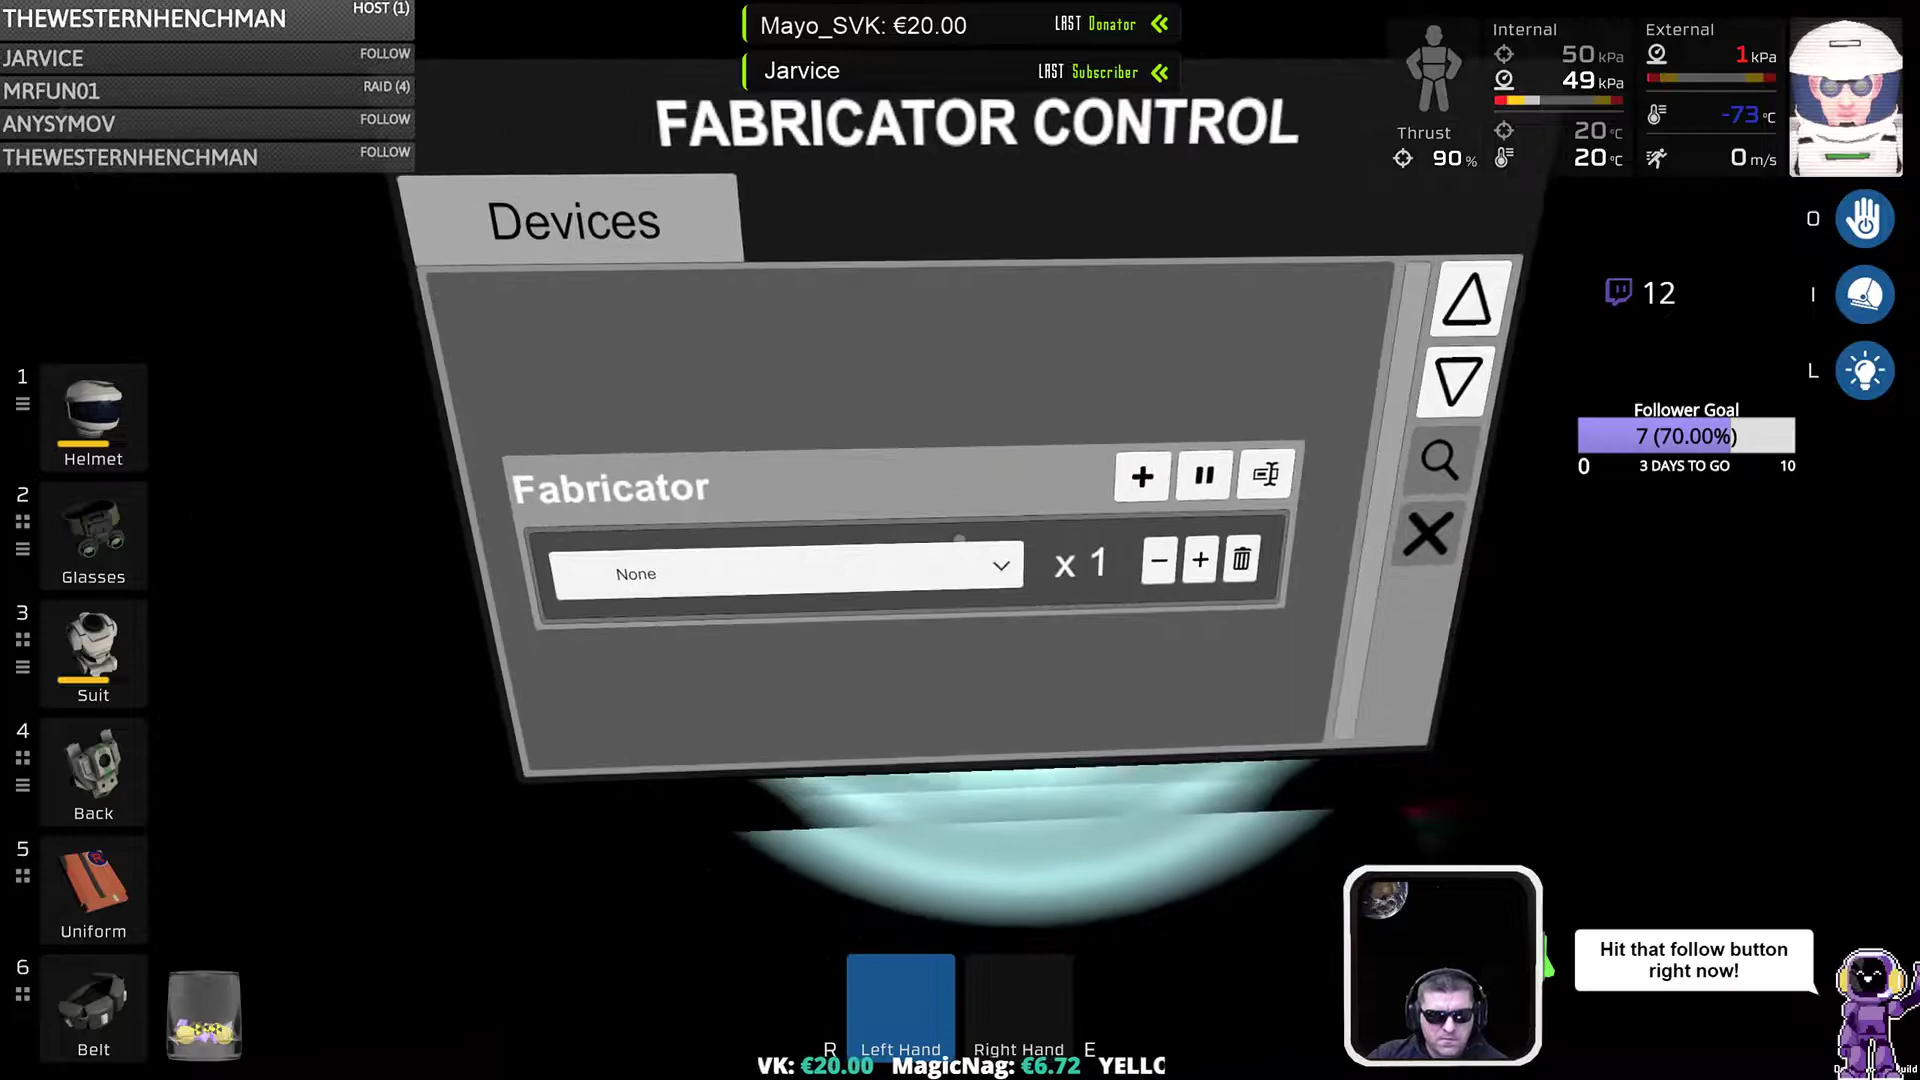 THEWESTERNHENCHMAN HOST (1)
JARVICE FOLLOW
MRFUN01 RAID (4)
ANYSYMOV FOLLOW
THEWESTERNHENCHMAN FOLLOW
Mayo_SVK: €20.00 LAST Donator
Jarvice LAST Subscriber
FABRICATOR CONTROL
Devices
Fabricator
None
x 1
Internal
50 kPa
49 kPa
20 °C
20 °C
Thrust
90 %
External
1 kPa
-73 °C
0 m/s
O
I
L
12
Follower Goal
7 (70.00%)
0 3 DAYS TO GO 10
1
Helmet
2
Glasses
3
Suit
4
Back
5
Uniform
6
Belt
R Left Hand Right Hand E
VK: €20.00 MagicNag: €6.72 YELLO
Hit that follow button
right now!